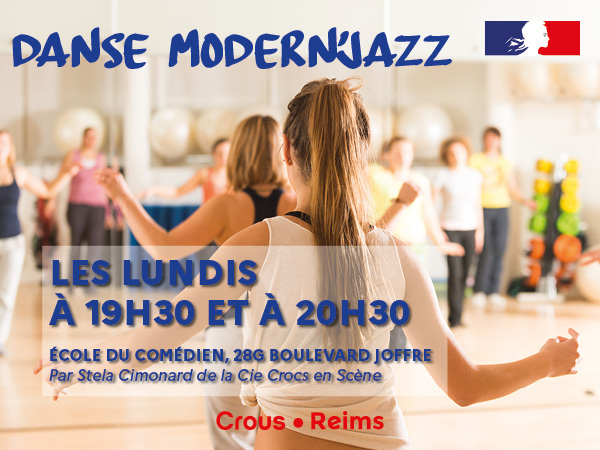 DANSE MODERN'JAZZ
LES LUNDIS
À 19H30 ET À 20H30
ÉCOLE DU COMÉDIEN, 28G BOULEVARD JOFFRE
Par Stela Cimonard de la Cie Crocs en Scène
Crous • Reims